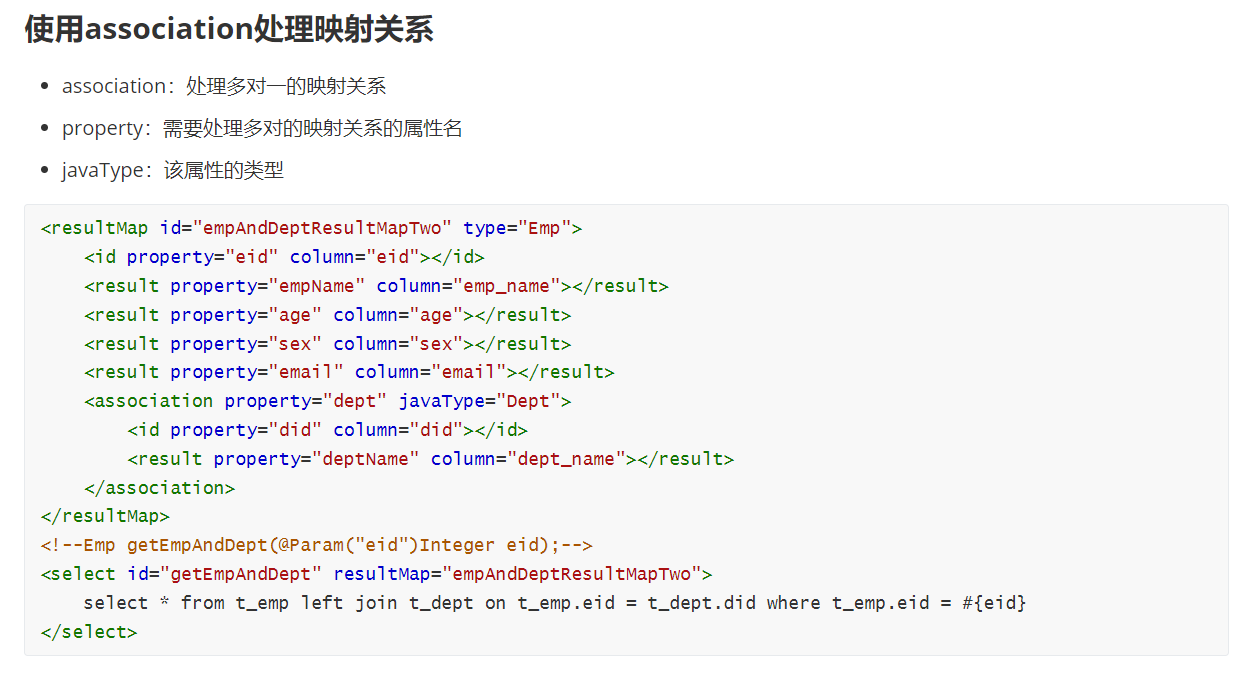 使用association处理映射关系
association：处理多对一的映射关系
property：需要处理多对的映射关系的属性名
javaType：该属性的类型
<resultMap id="empAndDeptResultMapTwo" type="Emp">
    <id property="eid" column="eid"></id>
    <result property="empName" column="emp_name"></result>
    <result property="age" column="age"></result>
    <result property="sex" column="sex"></result>
    <result property="email" column="email"></result>
    <association property="dept" javaType="Dept">
        <id property="did" column="did"></id>
        <result property="deptName" column="dept_name"></result>
    </association>
</resultMap>
<!--Emp getEmpAndDept(@Param("eid")Integer eid);-->
<select id="getEmpAndDept" resultMap="empAndDeptResultMapTwo">
    select * from t_emp left join t_dept on t_emp.eid = t_dept.did where t_emp.eid = #{eid}
</select>